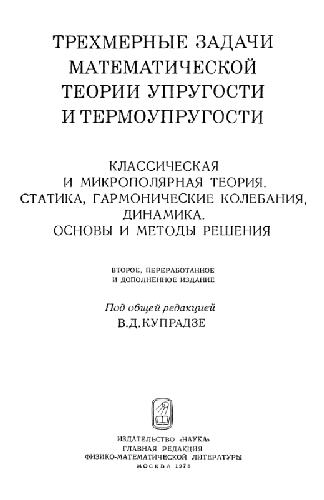 ТРЕХМЕРНЫЕ ЗАДАЧИ
МАТЕМАТИЧЕСКОЙ
ТЕОРИИ УПРУГОСТИ
И ТЕРМОУПРУГОСТИ
КЛАССИЧЕСКАЯ
И МИКРОПОЛЯРНАЯ ТЕОРИЯ.
СТАТИКА, ГАРМОНИЧЕСКИЕ КОЛЕБАНИЯ,
ДИНАМИКА.
ОСНОВЫ И МЕТОДЫ РЕШЕНИЯ
ВТОРОЕ, ПЕРЕРАБОТАННОЕ
И ДОПОЛНЕННОЕ ИЗДАНИЕ
Под общей редакцией
В.Д.КУПРАДЗЕ
ИЗДАТЕЛЬСТВО «НАУКА»
ГЛАВНАЯ РЕДАКЦИЯ
ФИЗИКО-МАТЕМАТИЧЕСКОЙ ЛИТЕРАТУРЫ
МОСКВА 1976